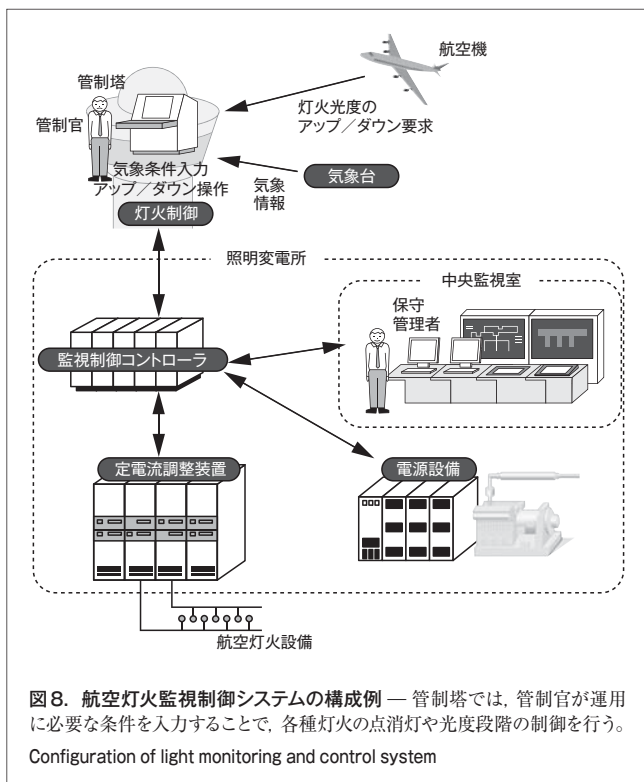 航空機
管制塔
管制官
灯火光度の
アップ／ダウン要求
気象条件入力
アップ／ダウン操作
気象
情報
気象台
灯火制御
照明変電所
中央監視室
保守
管理者
監視制御コントローラ
定電流調整装置
電源設備
航空灯火設備
図8. 航空灯火監視制御システムの構成例 ― 管制塔では，管制官が運用
に必要な条件を入力することで，各種灯火の点消灯や光度段階の制御を行う。
Configuration of light monitoring and control system